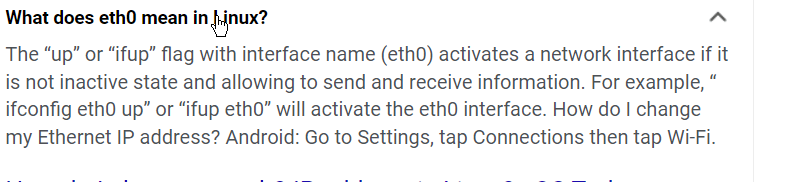 What does eth0 mean in Linux?
The “up” or “ifup” flag with interface name (eth0) activates a network interface if it
is not inactive state and allowing to send and receive information. For example, “
ifconfig eth0 up” or “ifup eth0” will activate the eth0 interface. How do I change
my Ethernet IP address? Android: Go to Settings, tap Connections then tap Wi-Fi.